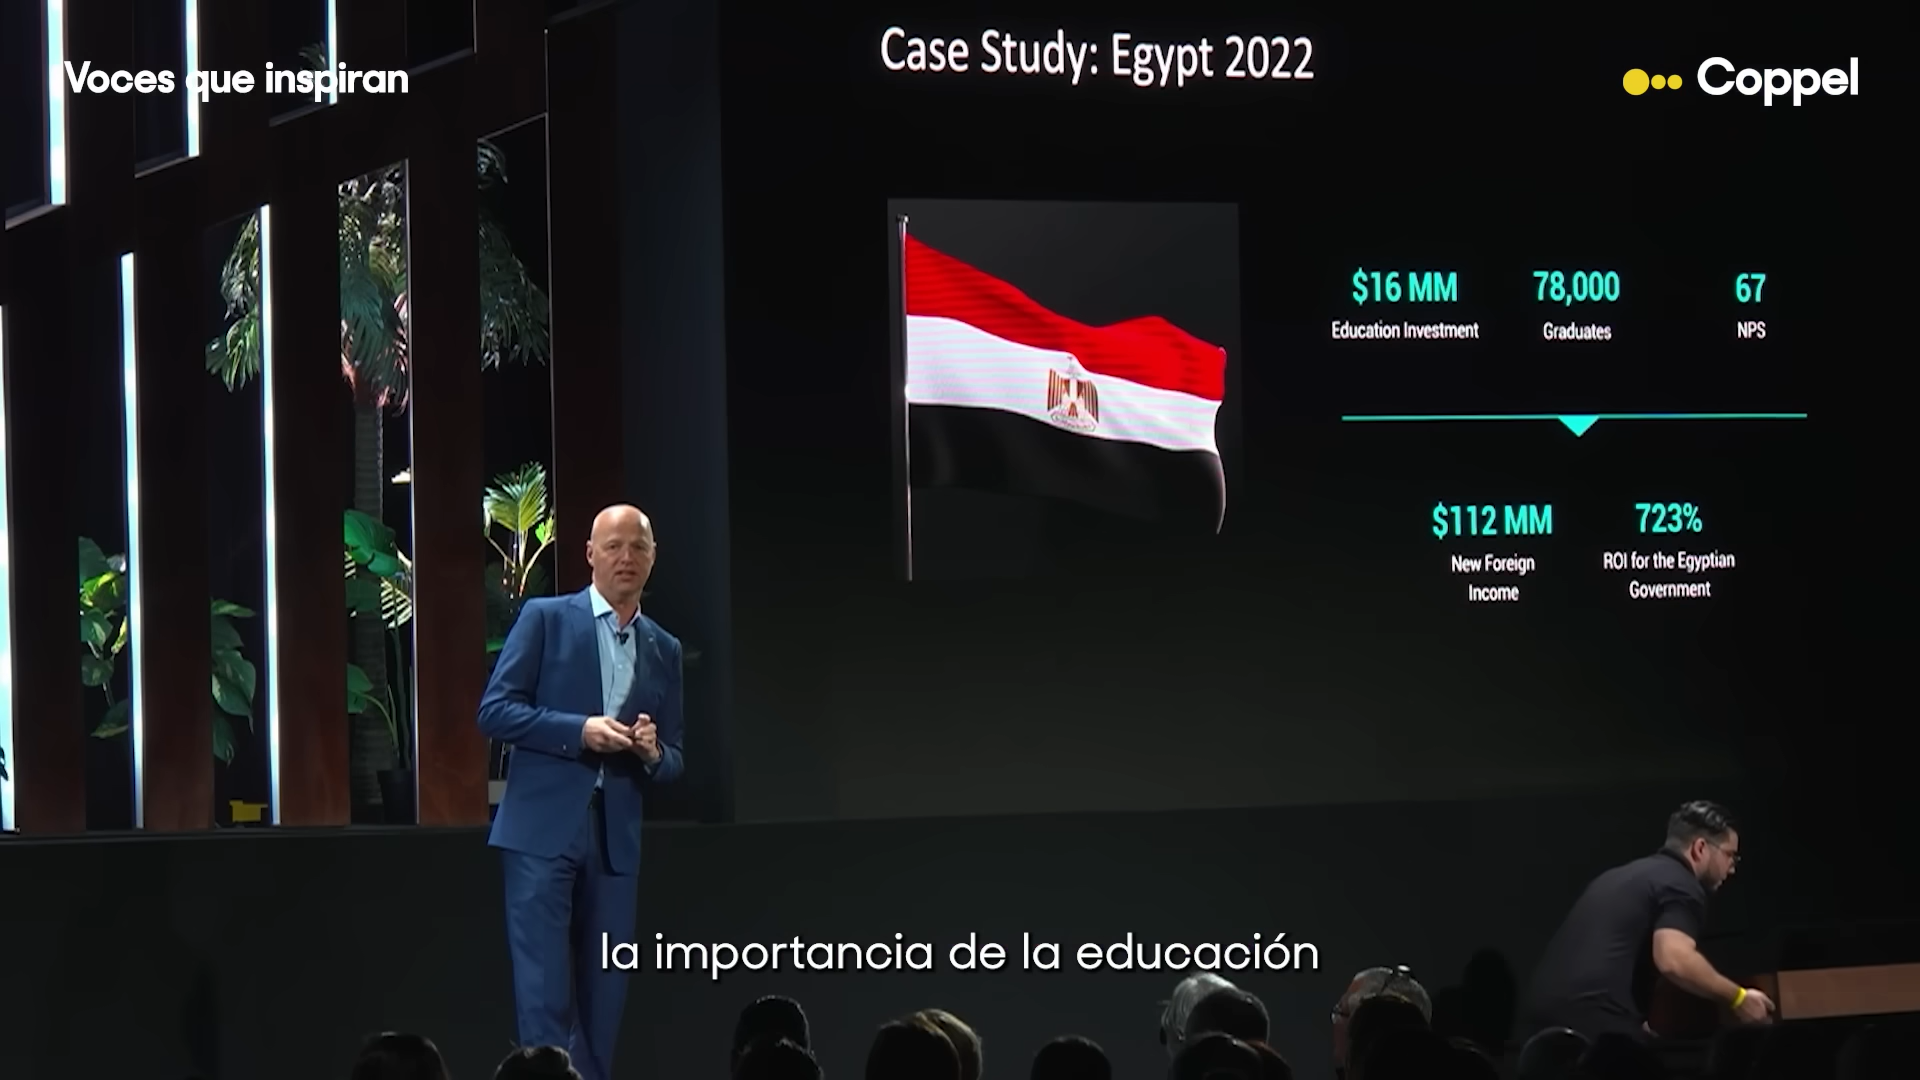 Voces que inspiran
Coppel
Case Study: Egypt 2022
$16 MM
Education Investment
78,000
Graduates
67
NPS
$112 MM
New Foreign
Income
723%
ROI for the Egyptian
Government
la importancia de la educación